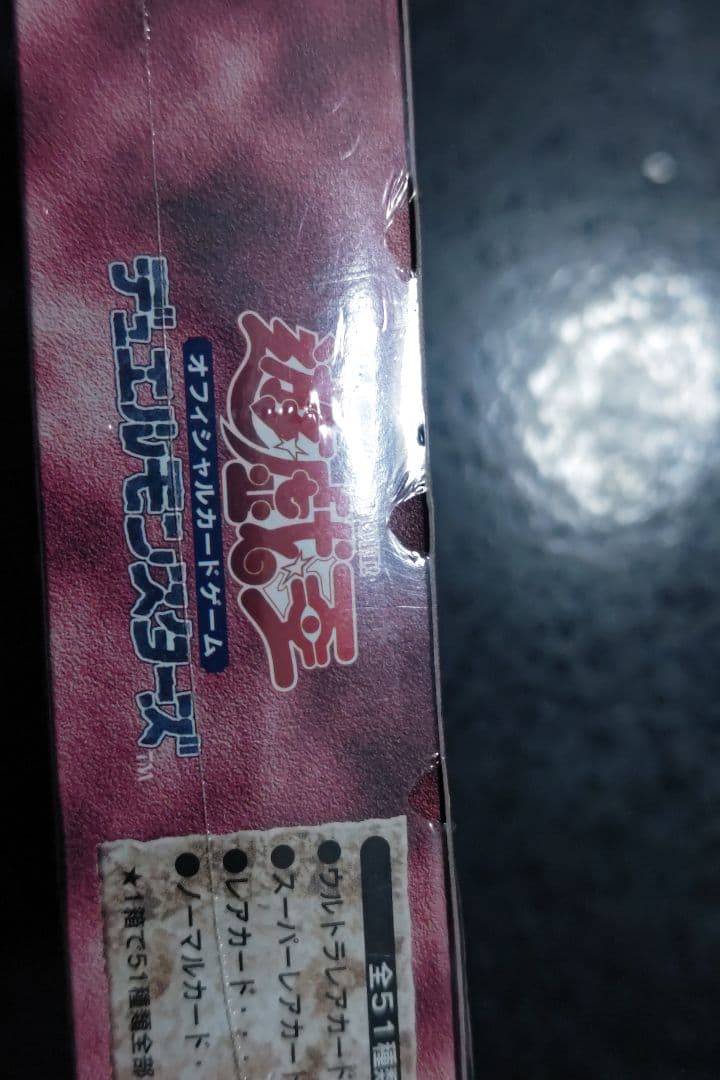 遊戯王
オフィシャルカードゲーム
デュエルモンスターズ
TM
全51種類
●ウルトラレアカード
●スーパーレアカード
●レアカード・・・
●ノーマルカード・
★1箱で51種類全部